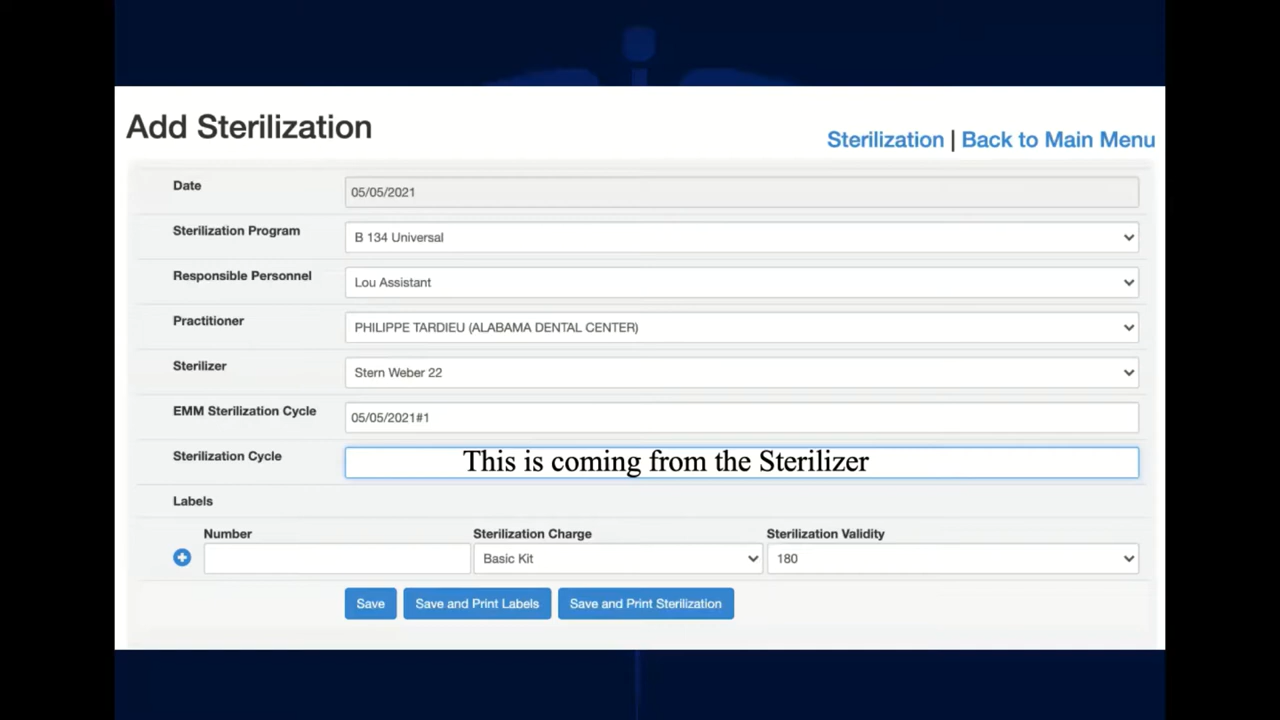 Add Sterilization
Sterilization | Back to Main Menu
Date 05/05/2021
Sterilization Program B 134 Universal
Responsible Personnel Lou Assistant
Practitioner PHILIPPE TARDIEU (ALABAMA DENTAL CENTER)
Sterilizer Stern Weber 22
EMM Sterilization Cycle 05/05/2021#1
Sterilization Cycle This is coming from the Sterilizer
Labels
Number Sterilization Charge Sterilization Validity
Basic Kit 180
Save Save and Print Labels Save and Print Sterilization